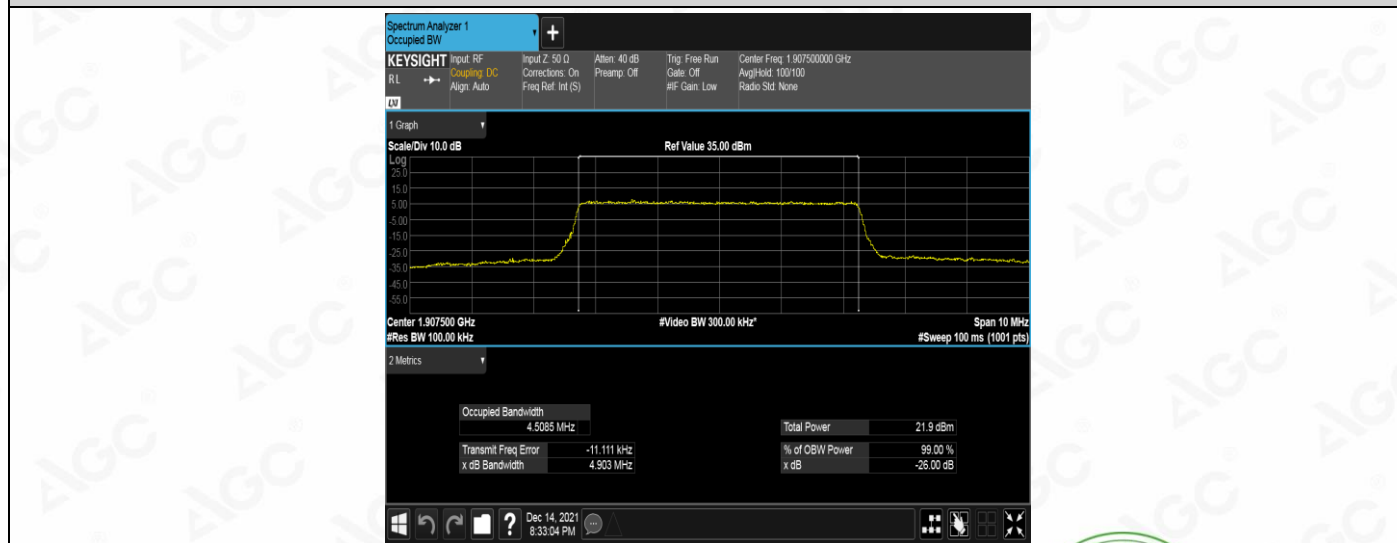 Spectrum Analyzer 1
Occupied BW
+
KEYSIGHT
RL
LXI
Input: RF
Coupling: DC
Align: Auto
Input Z: 50 Ω
Corrections: On
Freq Ref: Int (S)
Atten: 40 dB
Preamp: Off
Trig: Free Run
Gate: Off
#IF Gain: Low
Center Freq: 1.907500000 GHz
Avg|Hold: 100/100
Radio Std: None
1 Graph
Scale/Div 10.0 dB
Ref Value 35.00 dBm
Log
25.0
15.0
5.00
-5.00
-15.0
-25.0
-35.0
-45.0
-55.0
Center 1.907500 GHz
#Video BW 300.00 kHz*
Span 10 MHz
#Res BW 100.00 kHz
#Sweep 100 ms (1001 pts)
2 Metrics
Occupied Bandwidth
4.5085 MHz
Total Power 21.9 dBm
Transmit Freq Error -11.111 kHz
% of OBW Power 99.00 %
x dB Bandwidth 4.903 MHz
x dB -26.00 dB
?
Dec 14, 2021
8:33:04 PM
AGC